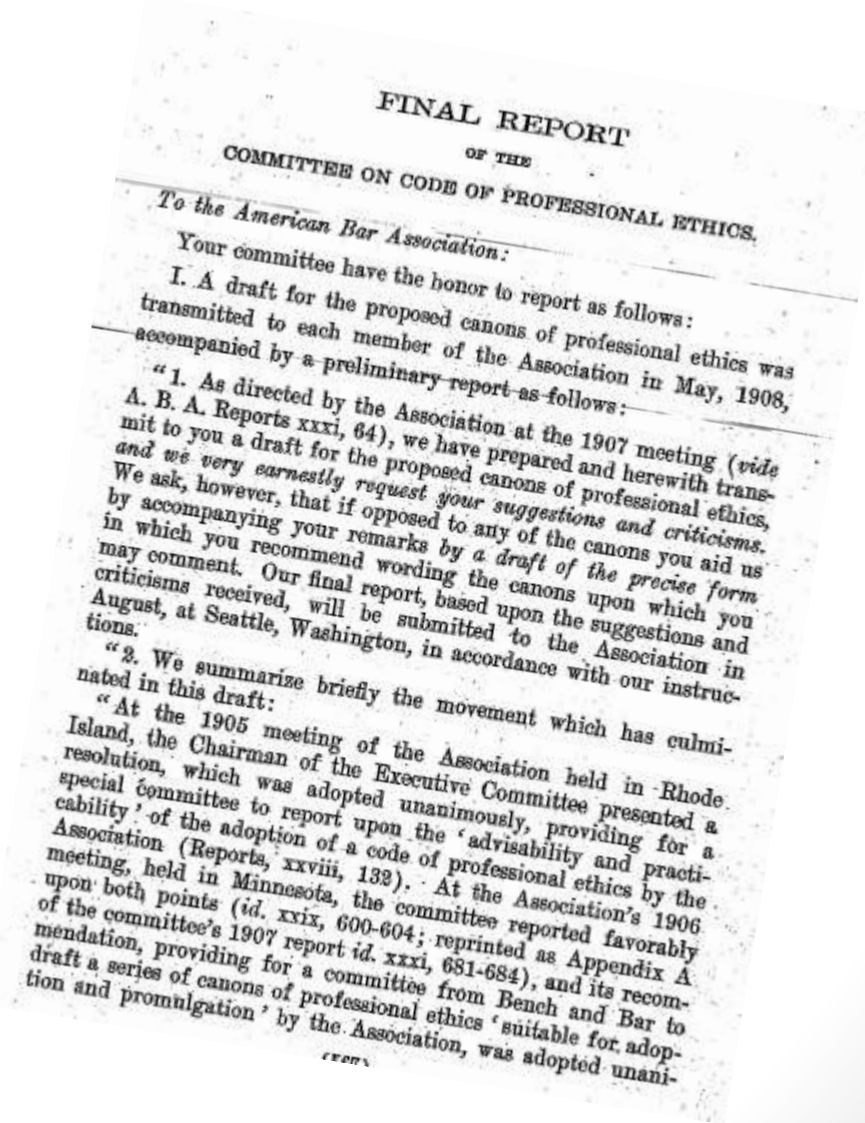 FINAL REPORT
OF THE
COMMITTEE ON CODE OF PROFESSIONAL ETHICS.
To the American Bar Association:
Your committee have the honor to report as follows:
I. A draft for the proposed canons of professional ethics was
transmitted to each member of the Association in May, 1908,
accompanied by a preliminary report as follows:
"1. As directed by the Association at the 1907 meeting (vide
A. B. A. Reports xxxi, 64), we have prepared and herewith trans-
mit to you a draft for the proposed canons of professional ethics,
and we very earnestly request your suggestions and criticisms.
We ask, however, that if opposed to any of the canons you aid us
by accompanying your remarks by a draft of the precise form
in which you recommend wording the canons upon which you
may comment. Our final report, based upon the suggestions and
criticisms received, will be submitted to the Association in
August, at Seattle, Washington, in accordance with our instruc-
tions.
"2. We summarize briefly the movement which has culmi-
nated in this draft:
"At the 1905 meeting of the Association held in Rhode
Island, the Chairman of the Executive Committee presented a
resolution, which was adopted unanimously, providing for a
special committee to report upon the 'advisability and practi-
cability' of the adoption of a code of professional ethics by the
Association (Reports, xxviii, 132). At the Association's 1906
meeting, held in Minnesota, the committee reported favorably
upon both points (id. xxix, 600-604; reprinted as Appendix A
of the committee's 1907 report id. xxxi, 681-684), and its recom-
mendation, providing for a committee from Bench and Bar to
draft a series of canons of professional ethics 'suitable for adop-
tion and promulgation' by the Association, was adopted unani-